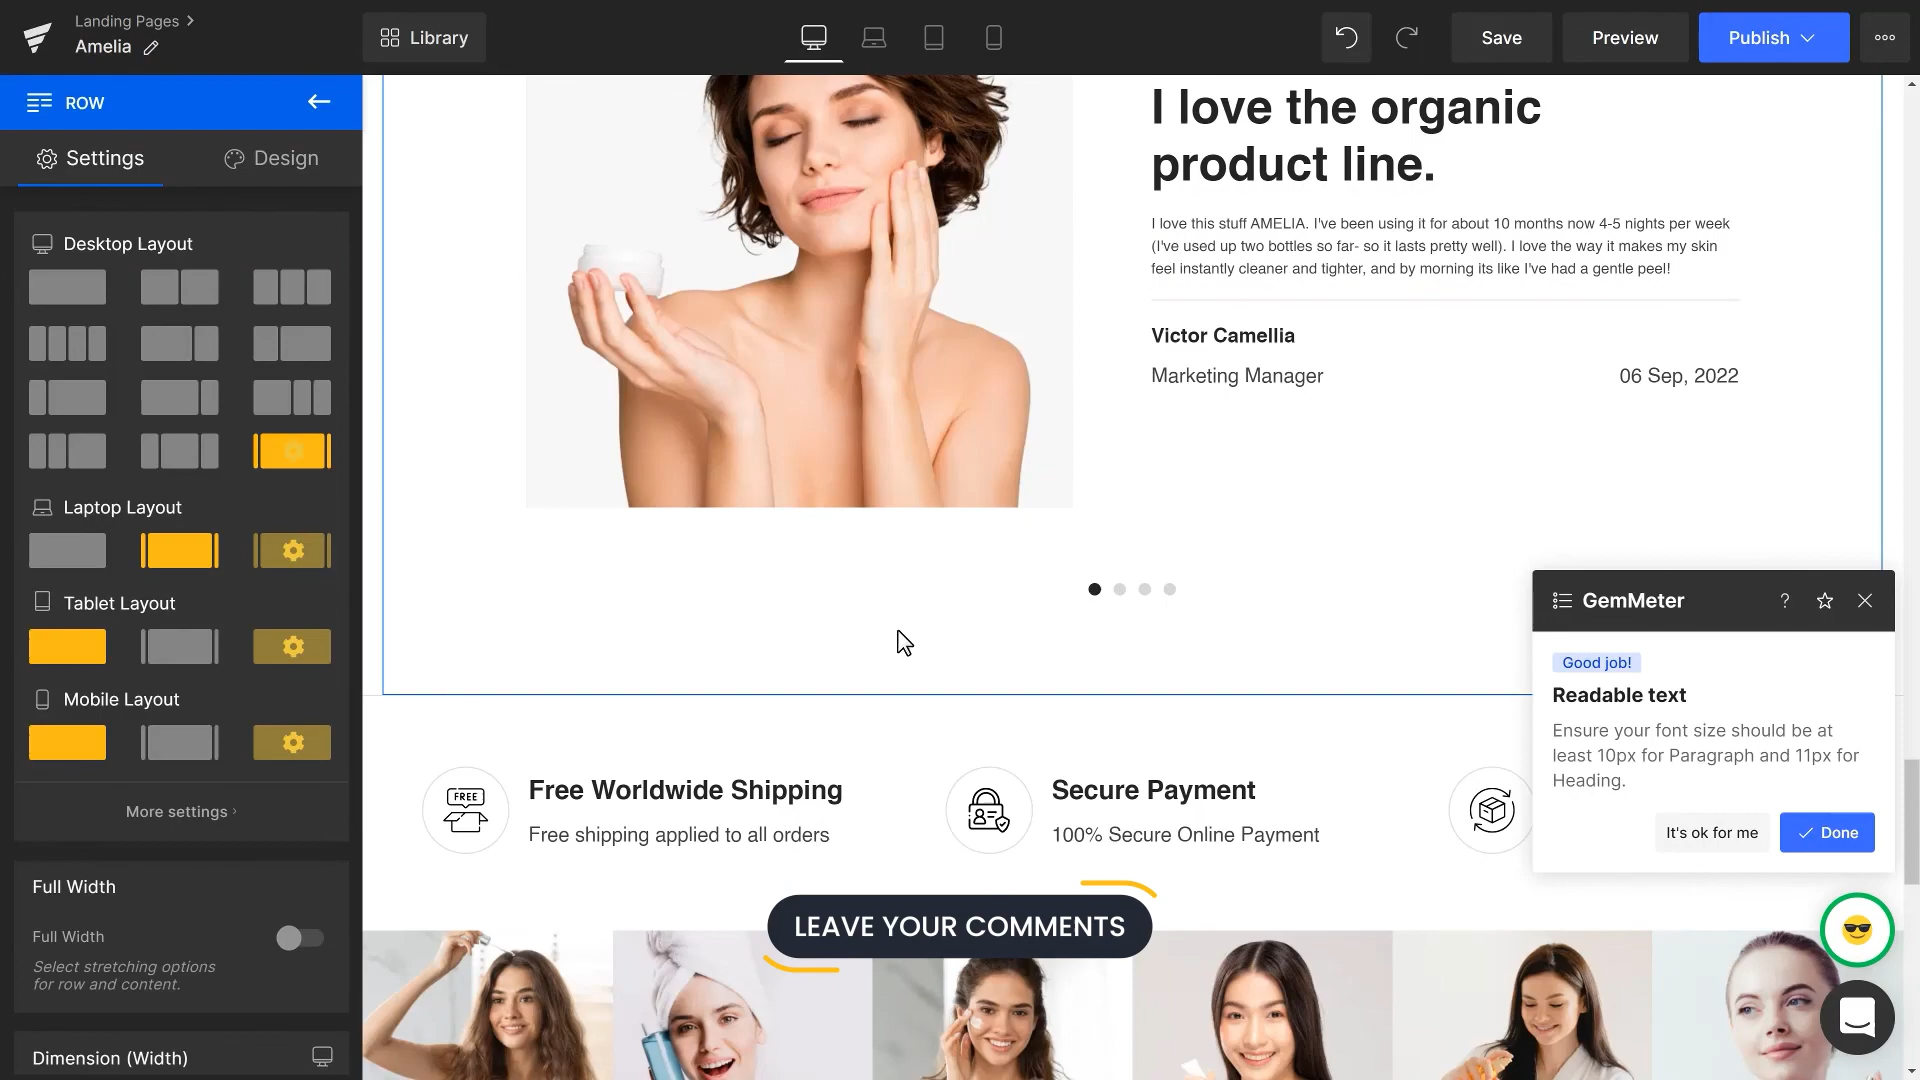 Landing Pages
Amelia
Library
Save
Preview
Publish
ROW
Settings
Design
Desktop Layout
Laptop Layout
Tablet Layout
Mobile Layout
More settings
Full Width
Full Width
Select stretching options
for row and content.
Dimension (Width)
I love the organic
product line.
I love this stuff AMELIA. I've been using it for about 10 months now 4-5 nights per week
(I've used up two bottles so far- so it lasts pretty well). I love the way it makes my skin
feel instantly cleaner and tighter, and by morning its like I've had a gentle peel!
Victor Camellia
Marketing Manager
06 Sep, 2022
GemMeter
?
Good job!
Readable text
Ensure your font size should be at
least 10px for Paragraph and 11px for
Heading.
It's ok for me
Done
FREE
Free Worldwide Shipping
Free shipping applied to all orders
Secure Payment
100% Secure Online Payment
LEAVE YOUR COMMENTS